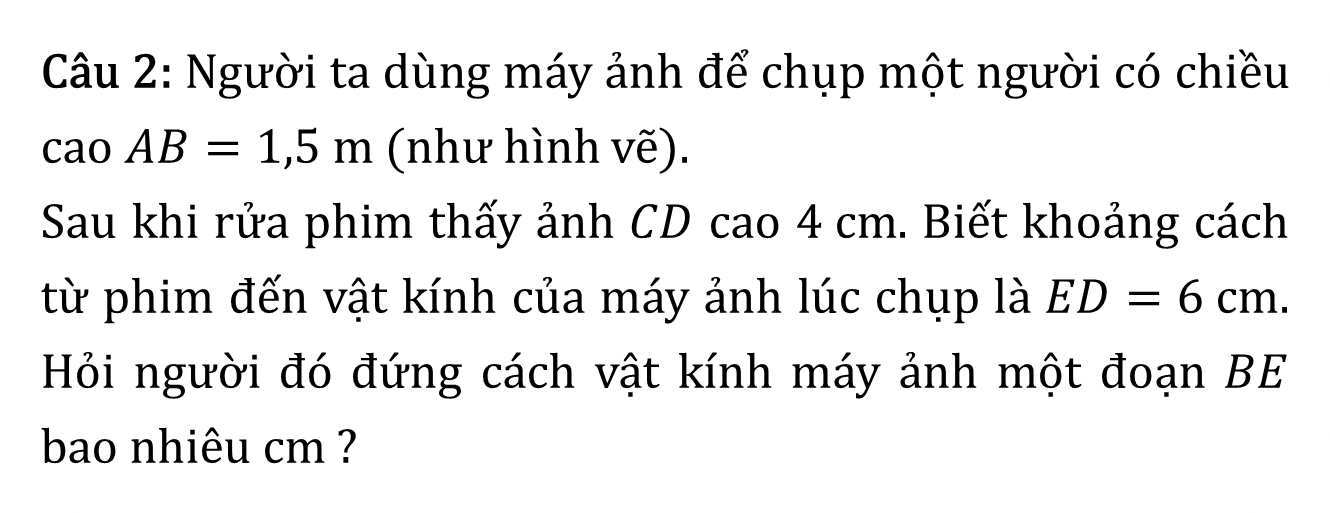 Câu 2: Người ta dùng máy ảnh để chụp một người có chiều
cao AB = 1,5 m (như hình vẽ).
Sau khi rửa phim thấy ảnh CD cao 4 cm. Biết khoảng cách
từ phim đến vật kính của máy ảnh lúc chụp là ED = 6 cm.
Hỏi người đó đứng cách vật kính máy ảnh một đoạn BE
bao nhiêu cm ?